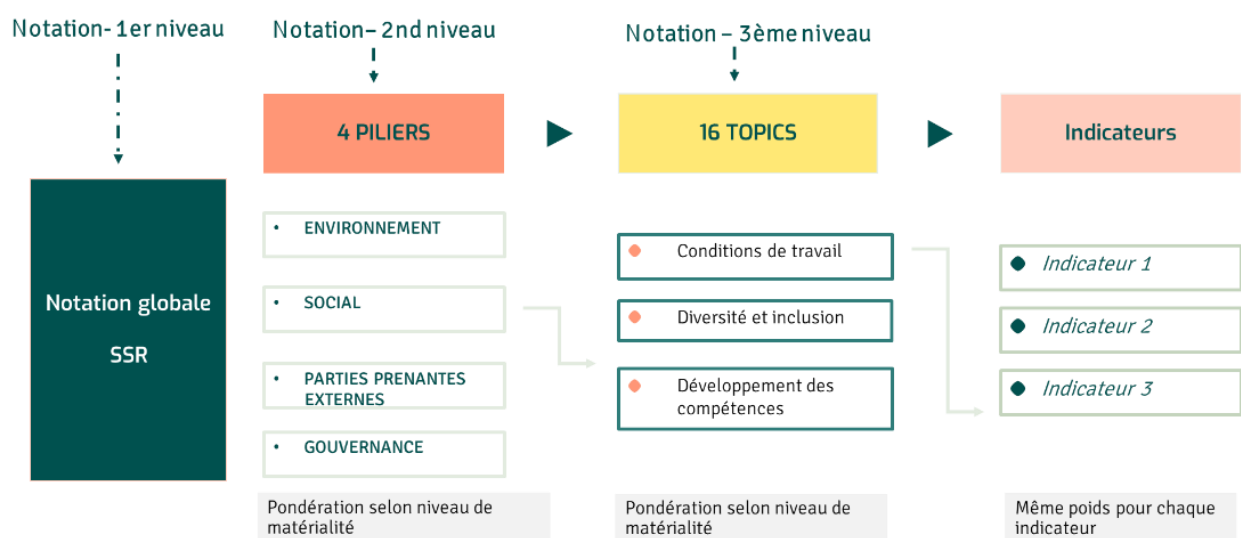 Notation- 1er niveau
Notation– 2nd niveau
Notation – 3ème niveau
4 PILIERS
16 TOPICS
Indicateurs
Notation globale
SSR
• ENVIRONNEMENT
• SOCIAL
• PARTIES PRENANTES
EXTERNES
• GOUVERNANCE
Conditions de travail
Diversité et inclusion
Développement des
compétences
Indicateur 1
Indicateur 2
Indicateur 3
Pondération selon niveau de
matérialité
Pondération selon niveau de
matérialité
Même poids pour chaque
indicateur